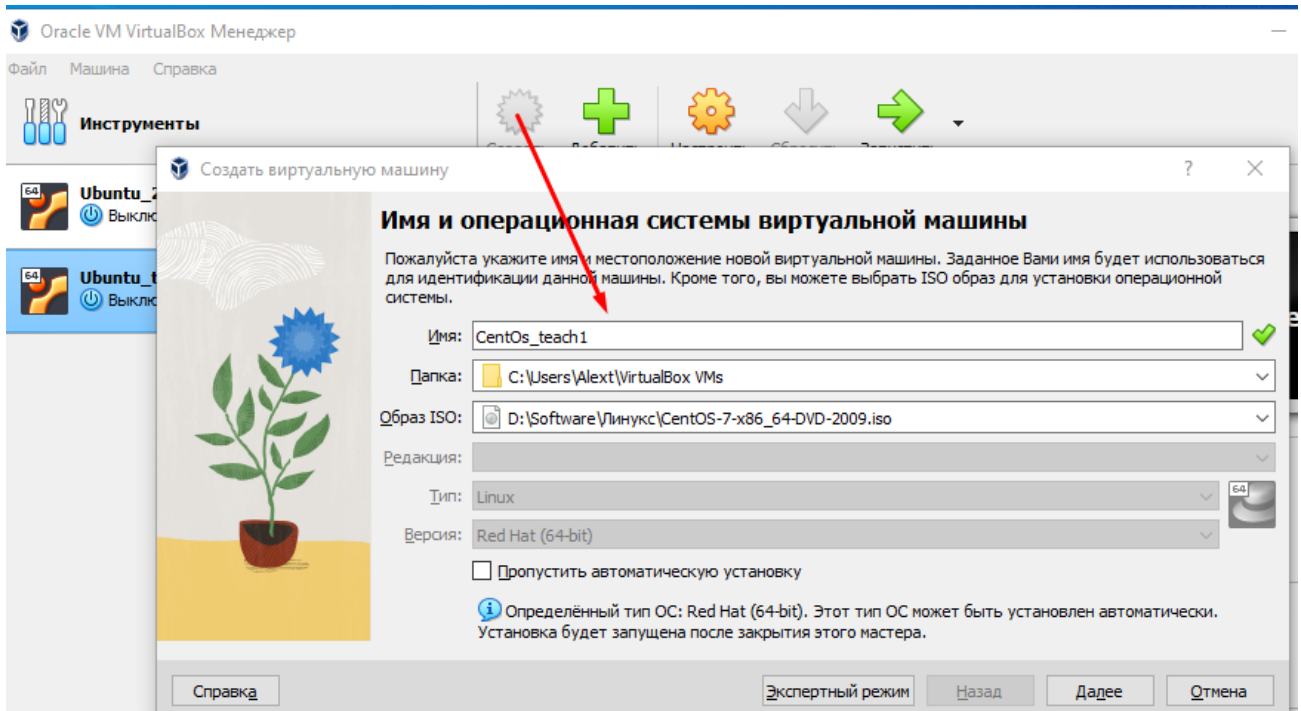 Oracle VM VirtualBox Менеджер
Файл Машина Справка
Инструменты
64
Ubuntu_2
64
Ubuntu_t
Создать виртуальную машину
?
Имя и операционная системы виртуальной машины
Пожалуйста укажите имя и местоположение новой виртуальной машины. Заданное Вами имя будет использоваться
для идентификации данной машины. Кроме того, вы можете выбрать ISO образ для установки операционной
системы.
Имя: CentOs_teach1
Папка: C:\Users\Alext\VirtualBox VMs
Образ ISO: D:\Software\Линукс\CentOS-7-x86_64-DVD-2009.iso
Редакция:
Тип: Linux
64
Версия: Red Hat (64-bit)
Пропустить автоматическую установку
Определённый тип ОС: Red Hat (64-bit). Этот тип ОС может быть установлен автоматически.
Установка будет запущена после закрытия этого мастера.
Справка Экспертный режим Назад Далее Отмена